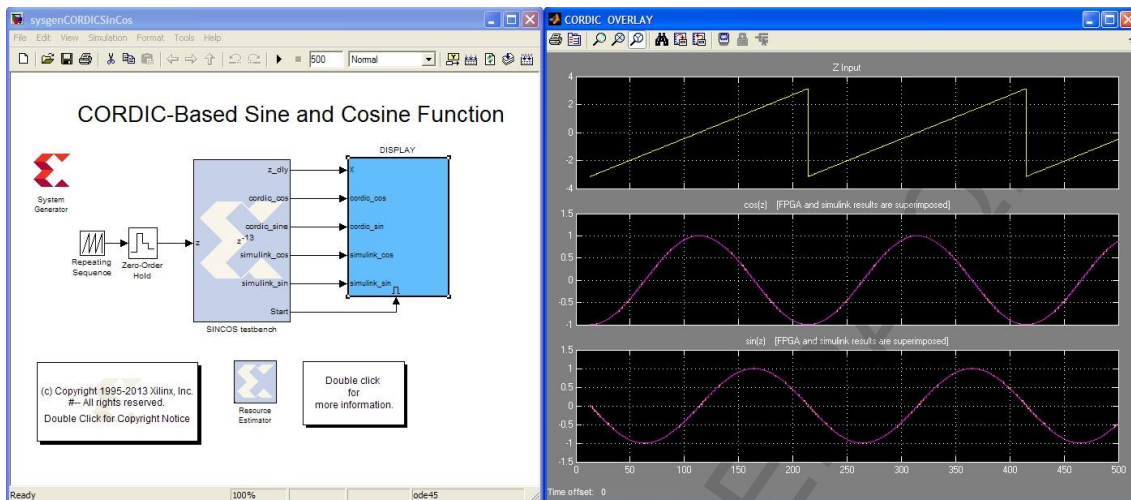 sysgenCORDICSinCos
File Edit View Simulation Format Tools Help
500
Normal
CORDIC-Based Sine and Cosine Function
System
Generator
Repeating
Sequence
Zero-Order
Hold
z
z-13
z_dly
cordic_cos
cordic_sine
simulink_cos
simulink_sin
Start
SINCOS testbench
DISPLAY
X
cordic_cos
cordic_sin
simulink_cos
simulink_sin
(c) Copyright 1995-2013 Xilinx, Inc.
#-- All rights reserved.
Double Click for Copyright Notice
Resource
Estimator
Double click
for
more information.
Ready
100%
ode45
CORDIC OVERLAY
Z Input
4
2
0
-2
-4
cos(z) [FPGA and simulink results are superimposed]
1.5
1
0.5
0
-0.5
-1
sin(z) [FPGA and simulink results are superimposed]
1.5
1
0.5
0
-0.5
-1
-1.5
0 50 100 150 200 250 300 350 400 450 500
Time offset: 0